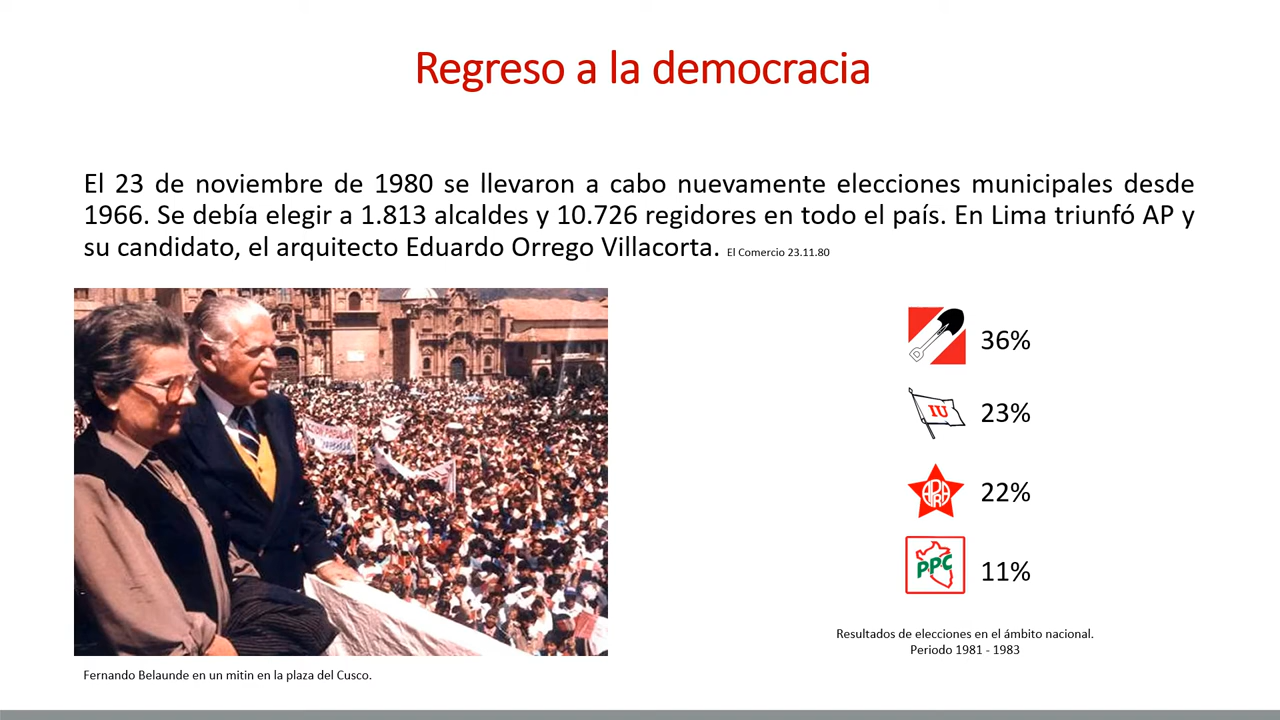 Regreso a la democracia
El 23 de noviembre de 1980 se llevaron a cabo nuevamente elecciones municipales desde
1966. Se debía elegir a 1.813 alcaldes y 10.726 regidores en todo el país. En Lima triunfó AP y
su candidato, el arquitecto Eduardo Orrego Villacorta. El Comercio 23.11.80
36%
IU
23%
APRA
22%
PPC
11%
Resultados de elecciones en el ámbito nacional.
Periodo 1981 - 1983
Fernando Belaunde en un mitin en la plaza del Cusco.